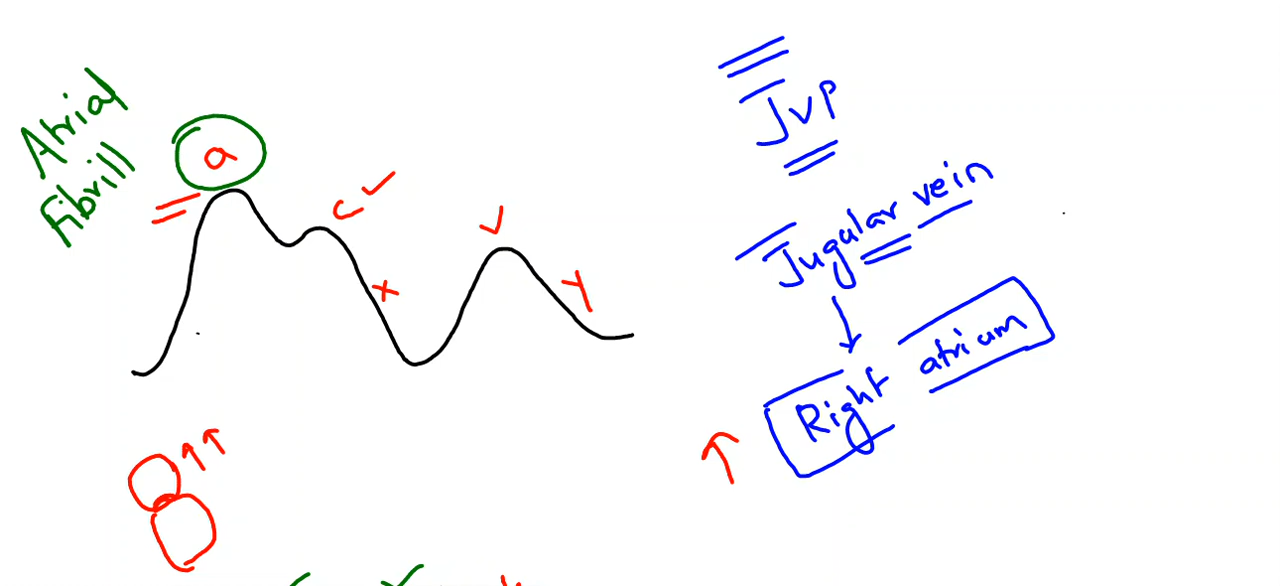 Atrial
fibrill
a
c
x
v
y
JVP
Jugular vein
Right atrium